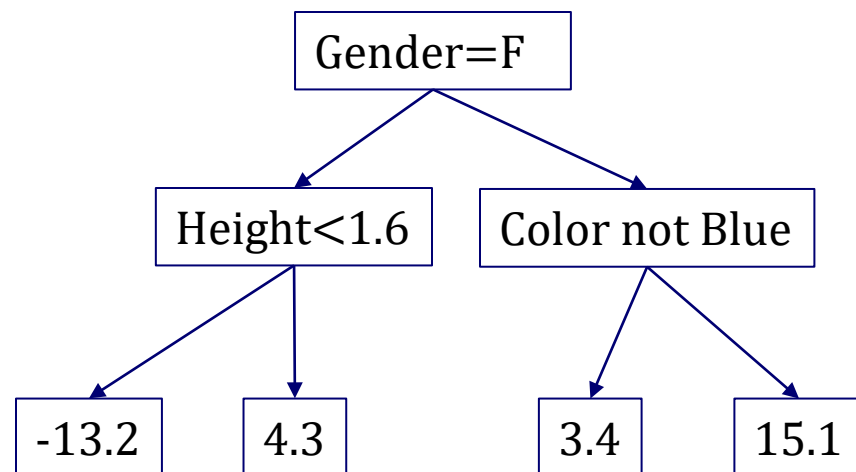 Gender=F
Height<1.6
Color not Blue
-13.2
4.3
3.4
15.1